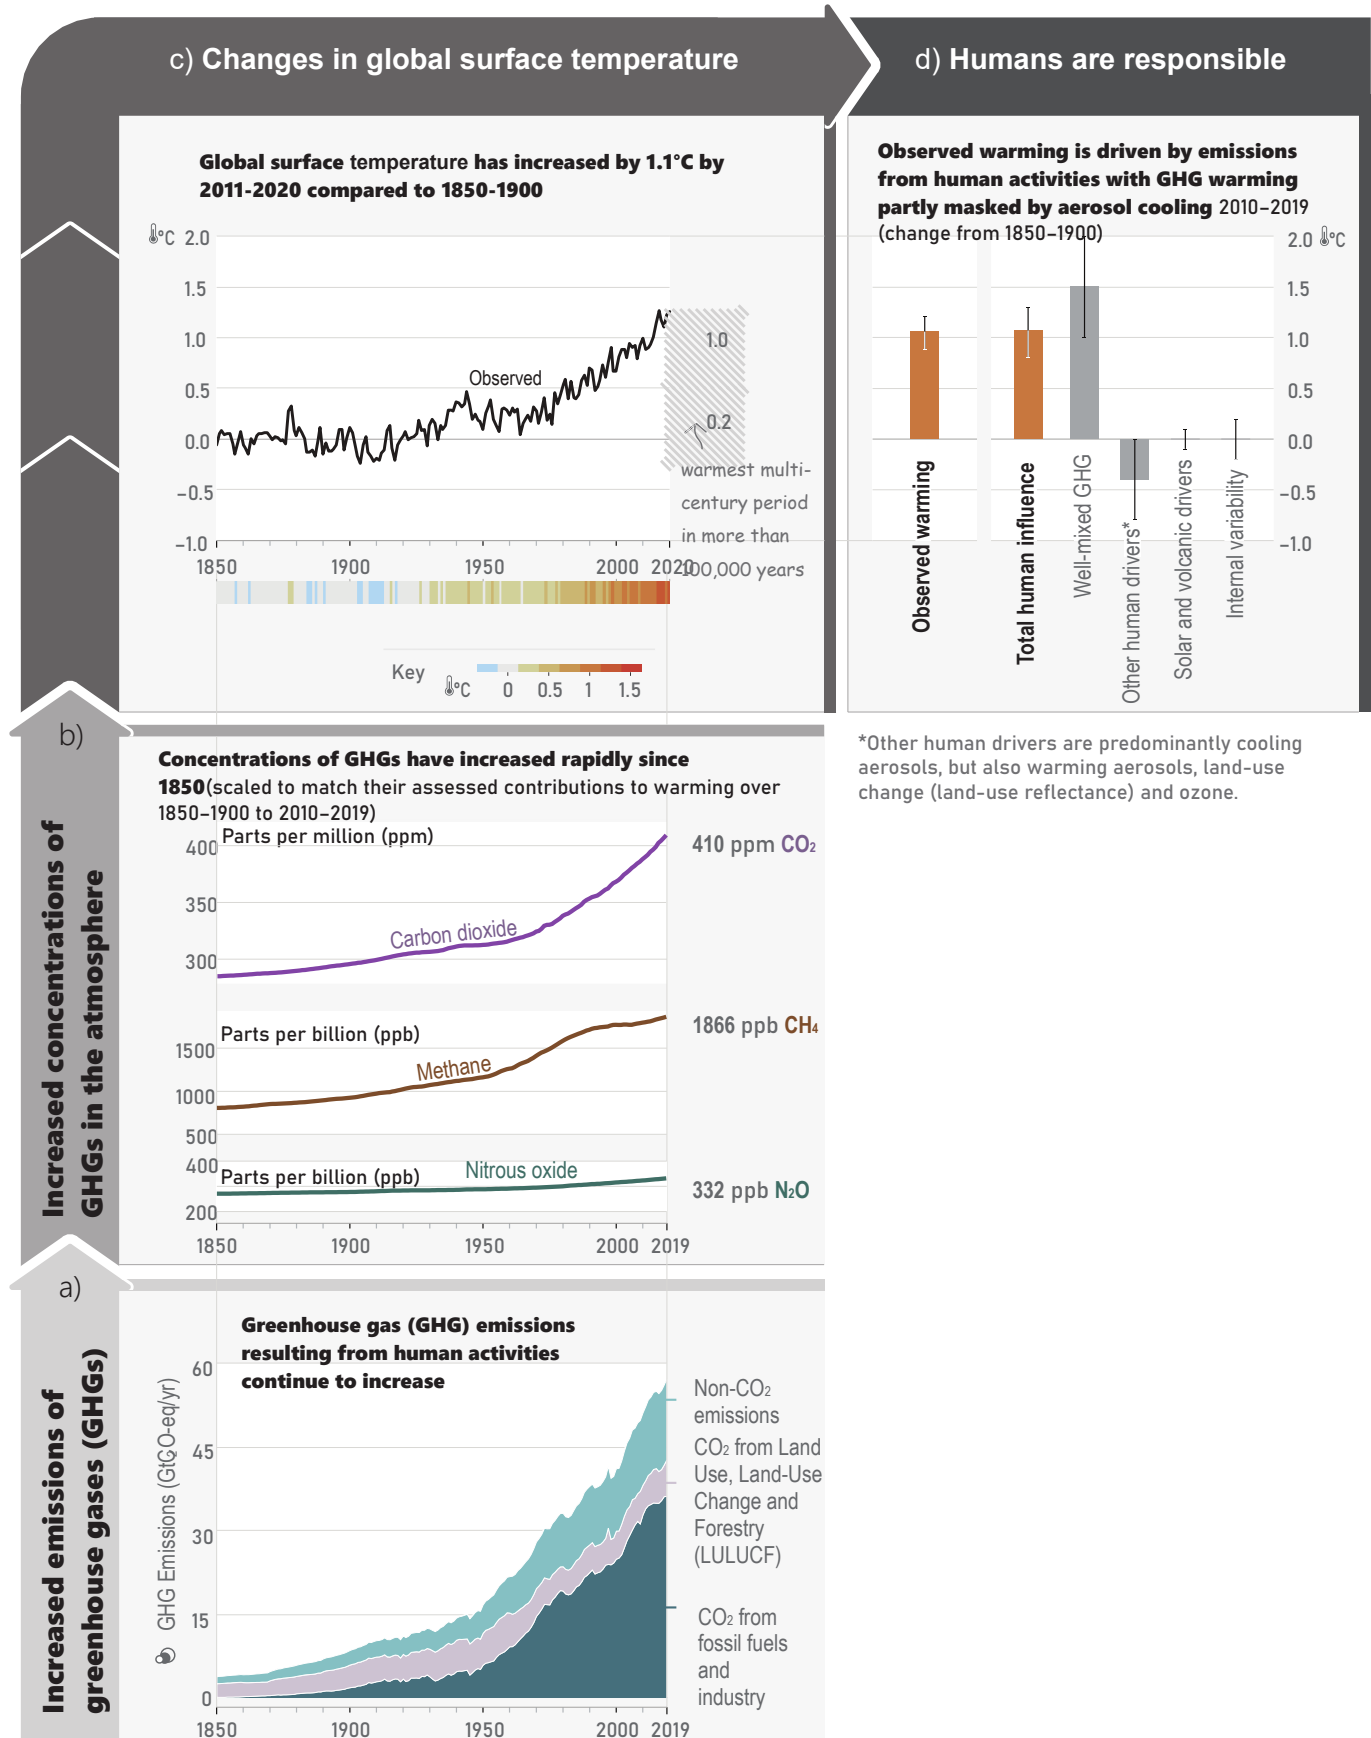 c) Changes in global surface temperature
Global surface temperature has increased by 1.1°C by
2011-2020 compared to 1850-1900
°C 2.0
1.5
1.0
0.5
0.0
–0.5
–1.0
Observed
1.0
0.2
warmest multi-
century period
in more than
100,000 years
1850 1900 1950 2000 2020
Key
°C 0 0.5 1 1.5
d) Humans are responsible
Observed warming is driven by emissions
from human activities with GHG warming
partly masked by aerosol cooling 2010–2019
(change from 1850–1900)
2.0 °C
1.5
1.0
0.5
0.0
–0.5
–1.0
Observed warming
Total human influence
Well-mixed GHG
Other human drivers*
Solar and volcanic drivers
Internal variability
*Other human drivers are predominantly cooling
aerosols, but also warming aerosols, land-use
change (land-use reflectance) and ozone.
b)
Increased concentrations of
GHGs in the atmosphere
Concentrations of GHGs have increased rapidly since
1850(scaled to match their assessed contributions to warming over
1850–1900 to 2010–2019)
Parts per million (ppm)
400
350
300
Carbon dioxide
410 ppm CO₂
Parts per billion (ppb)
1500
1000
500
Methane
1866 ppb CH₄
Parts per billion (ppb)
400
200
Nitrous oxide
332 ppb N₂O
1850 1900 1950 2000 2019
a)
Increased emissions of
greenhouse gases (GHGs)
Greenhouse gas (GHG) emissions
resulting from human activities
continue to increase
GHG Emissions (GtCO₂-eq/yr)
60
45
30
15
0
Non-CO₂
emissions
CO₂ from Land
Use, Land-Use
Change and
Forestry
(LULUCF)
CO₂ from
fossil fuels
and
industry
1850 1900 1950 2000 2019